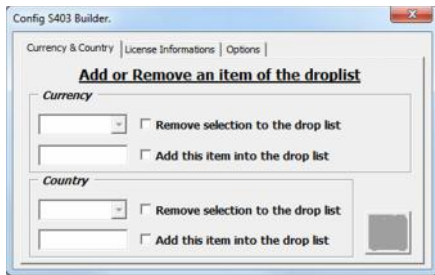 Config S403 Builder.
Currency & Country License Informations Options
Add or Remove an item of the droplist
Currency
Remove selection to the drop list
Add this item into the drop list
Country
Remove selection to the drop list
Add this item into the drop list